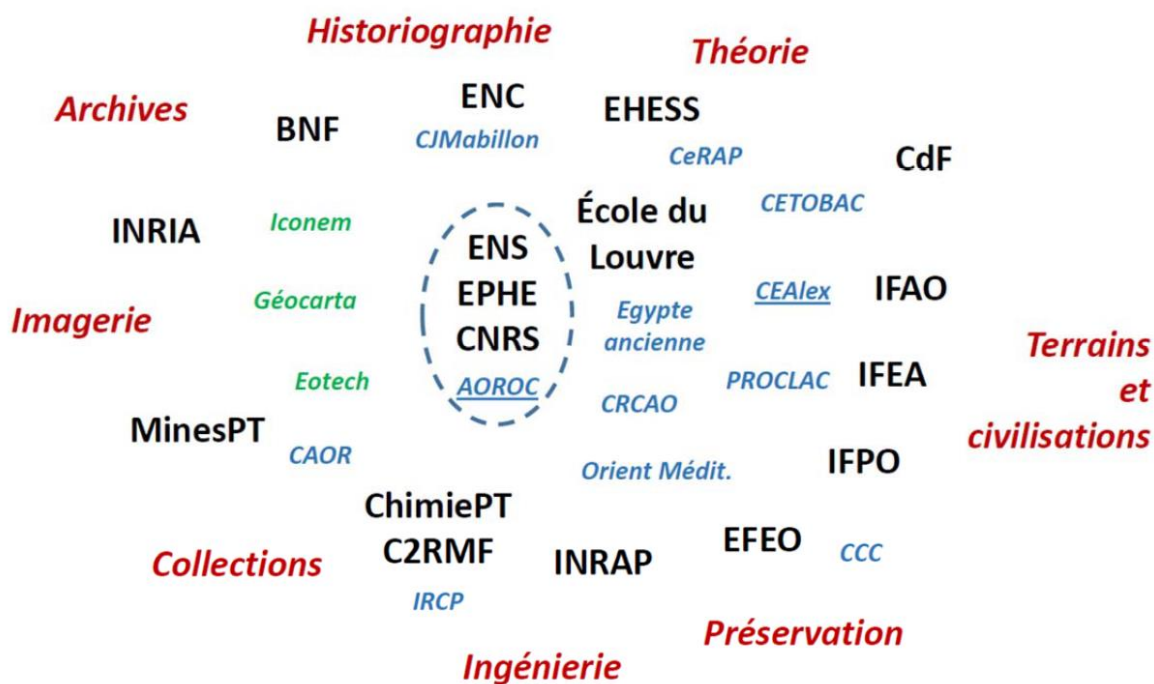 Historiographie
Théorie
Archives
BNF
ENC
CJMabillon
EHESS
CeRAP
CdF
INRIA
Iconem
École du
Louvre
CETOBAC
ENS
EPHE
CNRS
AOROC
Imagerie
Géocarta
Egypte
ancienne
CEAlex
IFAO
Terrains
et
civilisations
Eotech
CRCAO
PROCLAC
IFEA
MinesPT
CAOR
Orient Médit.
IFPO
ChimiePT
C2RMF
IRCP
Collections
INRAP
EFEO
CCC
Préservation
Ingénierie